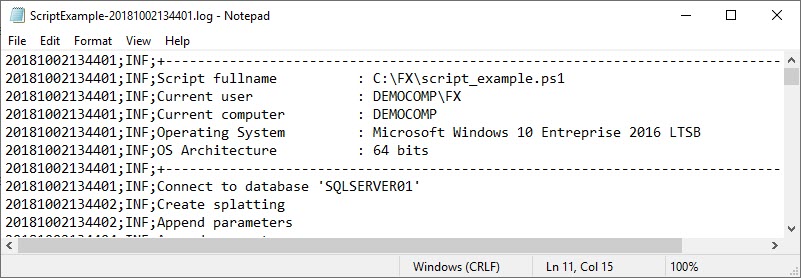 ScriptExample-20181002134401.log - Notepad
File Edit Format View Help
20181002134401;INF;+-----------------------------------------------------------------------------
20181002134401;INF;Script fullname          : C:\FX\script_example.ps1
20181002134401;INF;Current user             : DEMOCOMP\FX
20181002134401;INF;Current computer         : DEMOCOMP
20181002134401;INF;Operating System         : Microsoft Windows 10 Entreprise 2016 LTSB
20181002134401;INF;OS Architecture          : 64 bits
20181002134401;INF;+-----------------------------------------------------------------------------
20181002134401;INF;Connect to database 'SQLSERVER01'
20181002134402;INF;Create splatting
20181002134402;INF;Append parameters
Windows (CRLF) Ln 11, Col 15 100%